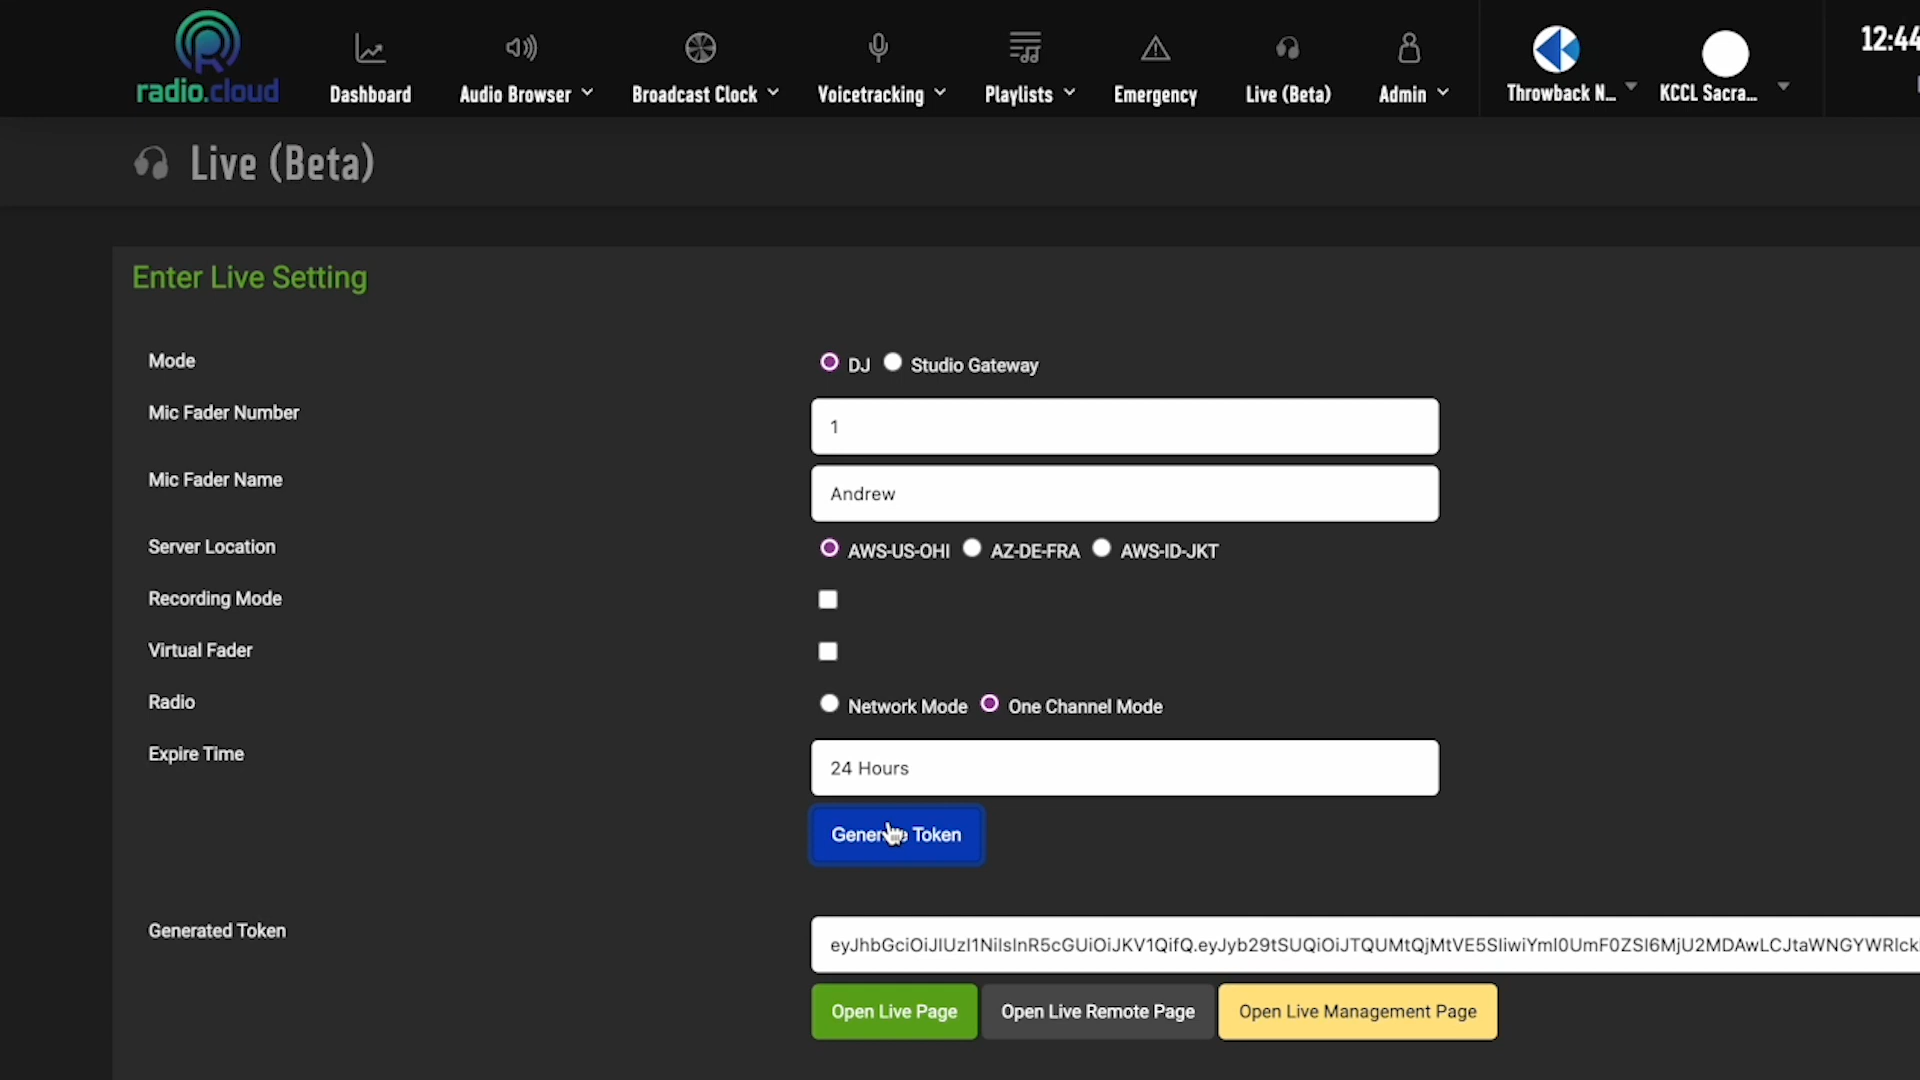 radio.cloud
Dashboard
Audio Browser
Broadcast Clock
Voicetracking
Playlists
Emergency
Live (Beta)
Admin
Throwback N...
KCCL Sacra...
12:44
Live (Beta)
Enter Live Setting
Mode
DJ Studio Gateway
Mic Fader Number
1
Mic Fader Name
Andrew
Server Location
AWS-US-OHI AZ-DE-FRA AWS-ID-JKT
Recording Mode
Virtual Fader
Radio
Network Mode One Channel Mode
Expire Time
24 Hours
Generate Token
Generated Token
Open Live Page
Open Live Remote Page
Open Live Management Page